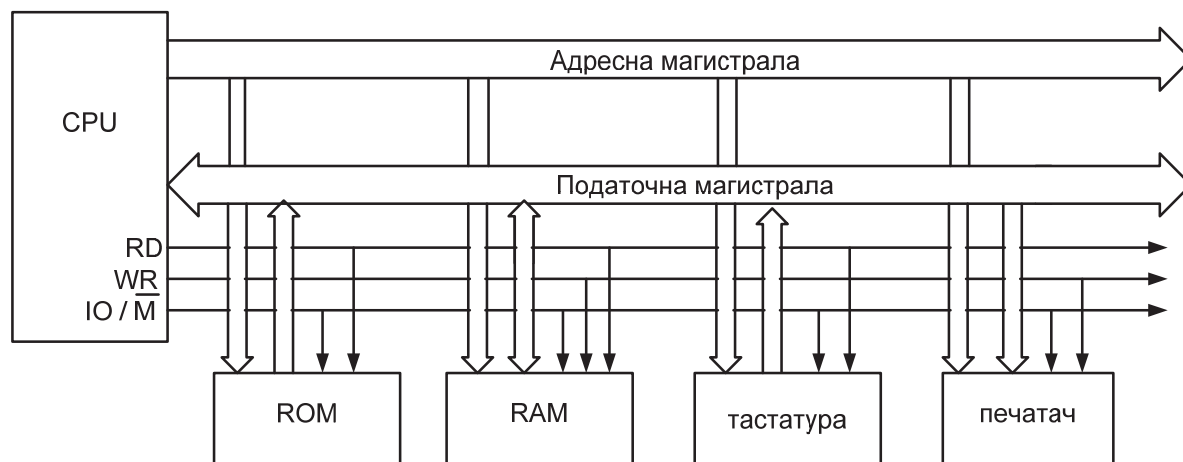 Адресна магистрала
CPU
Податочна магистрала
RD
WR
IO / M̅
ROM
RAM
тастатура
печатач